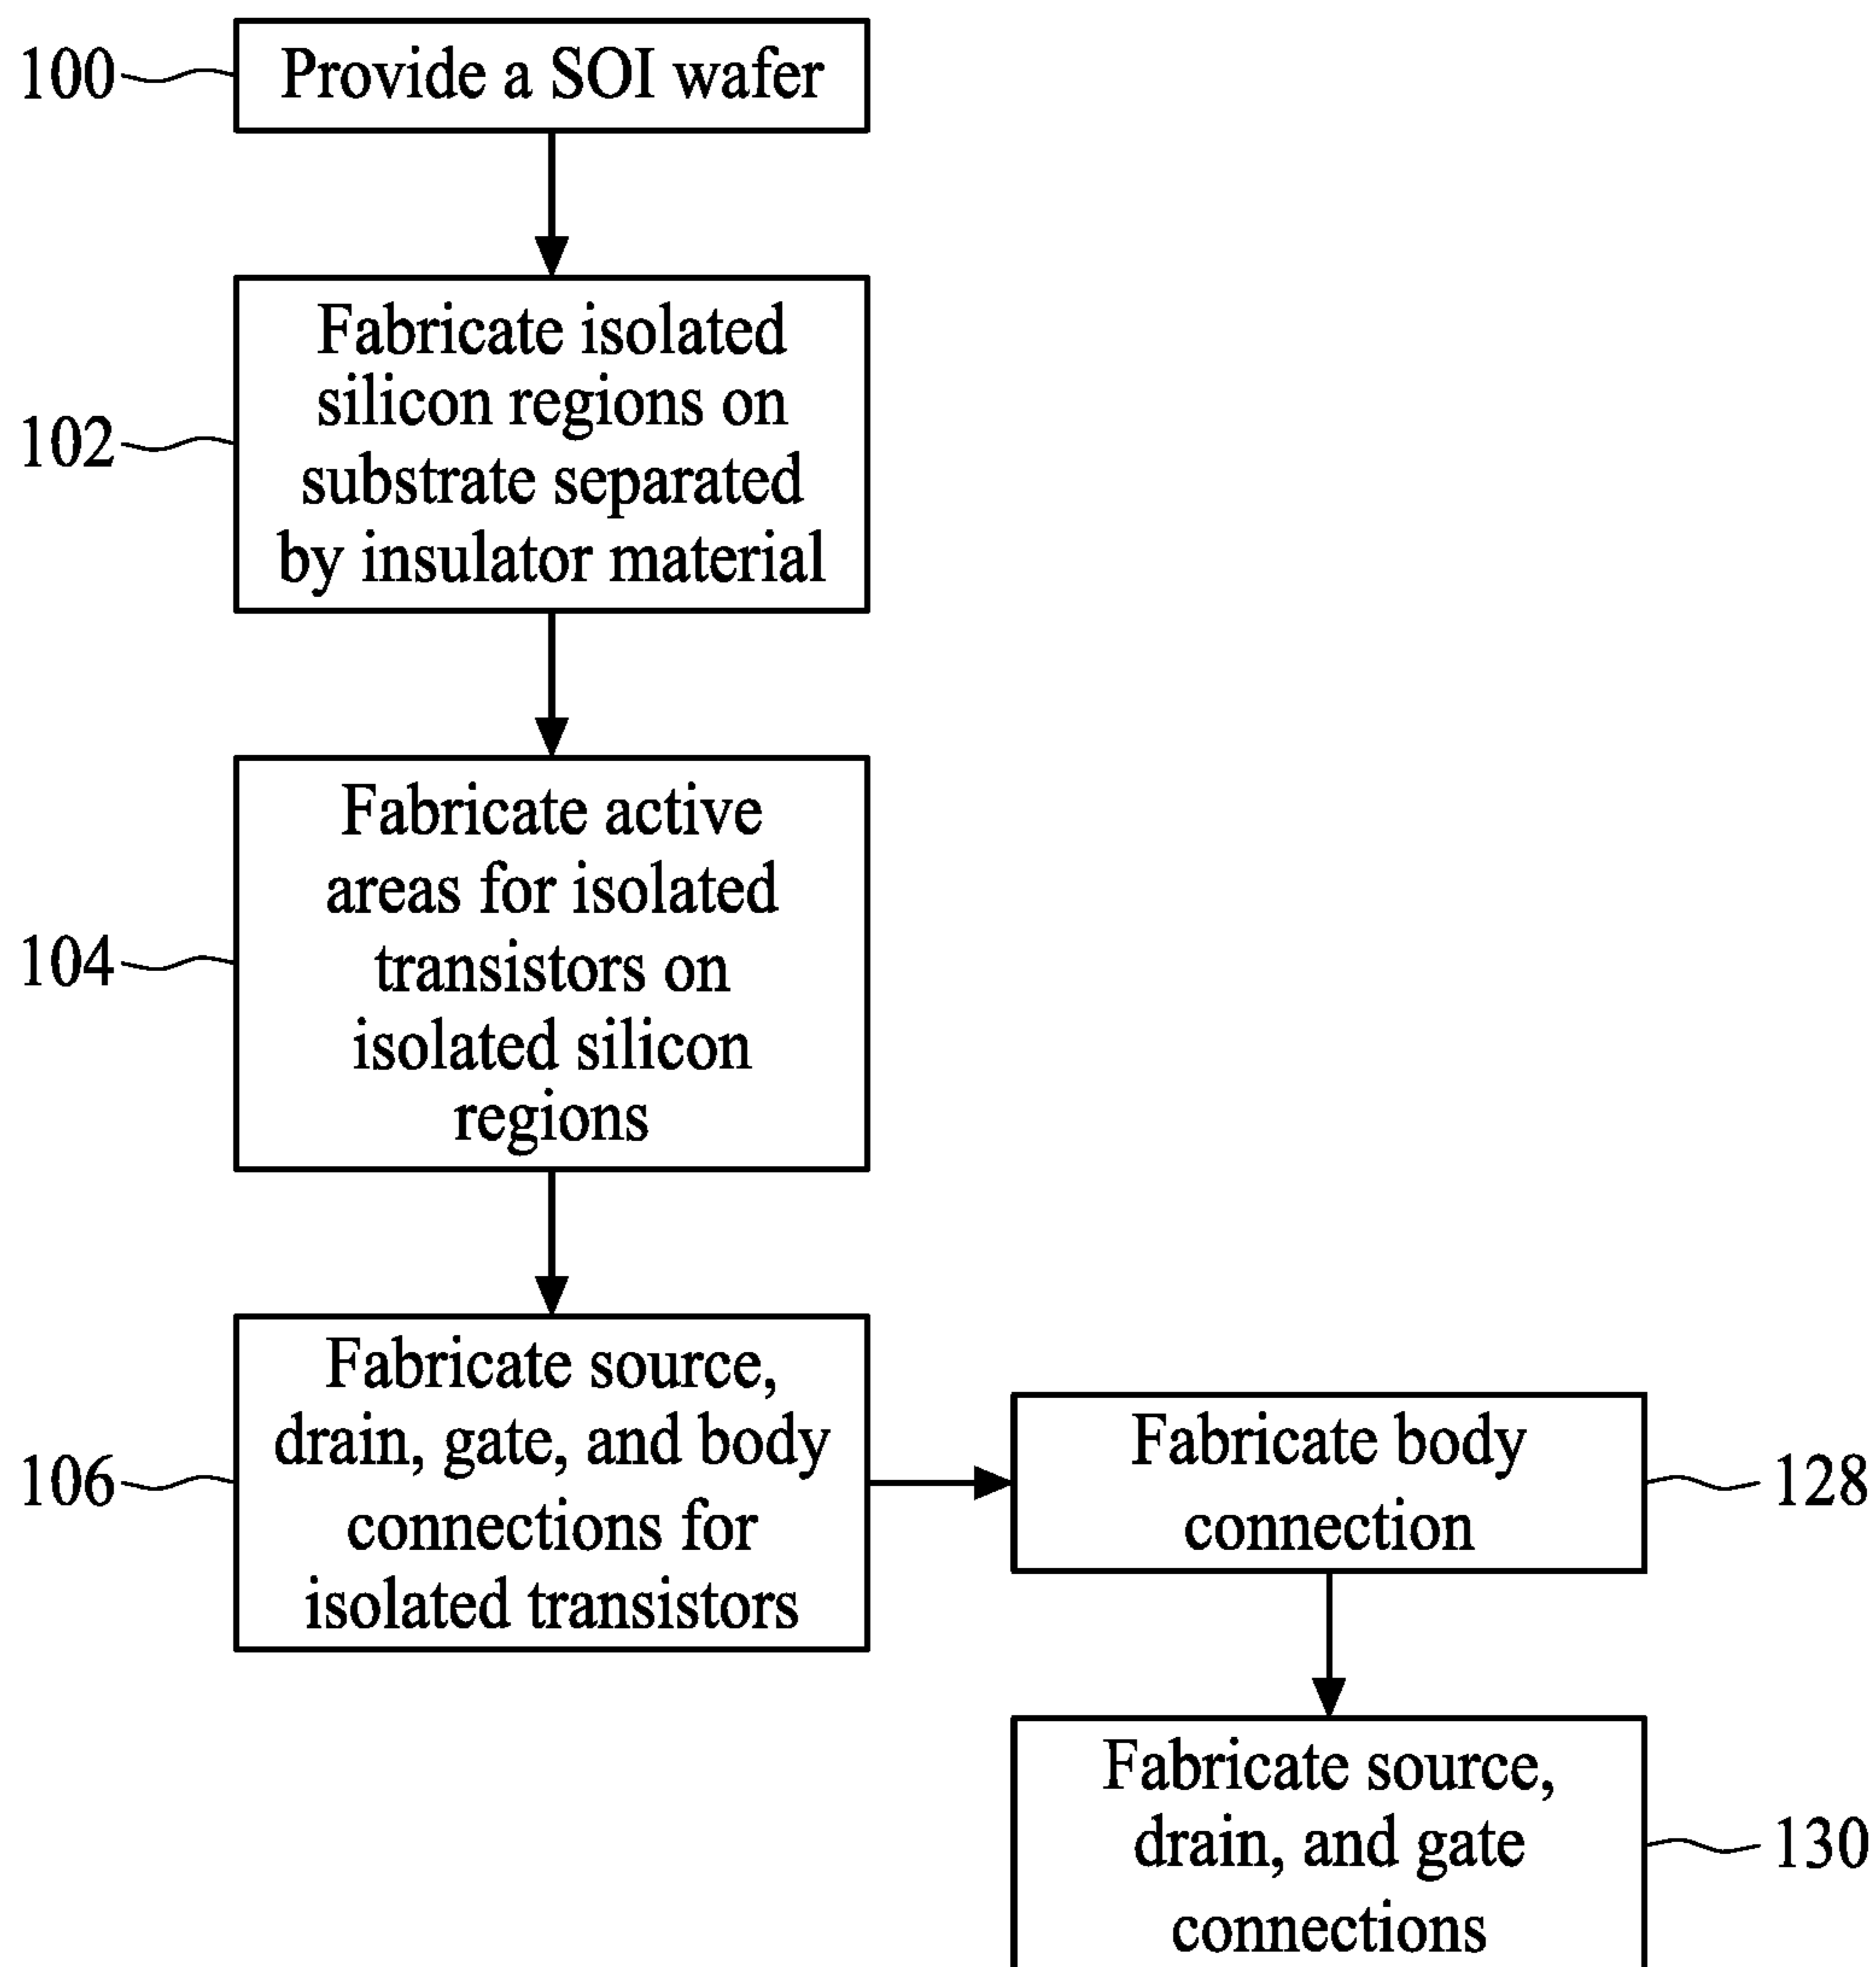 100
Provide a SOI wafer
102
Fabricate isolated
silicon regions on
substrate separated
by insulator material
104
Fabricate active
areas for isolated
transistors on
isolated silicon
regions
106
Fabricate source,
drain, gate, and body
connections for
isolated transistors
Fabricate body
connection
128
Fabricate source,
drain, and gate
connections
130